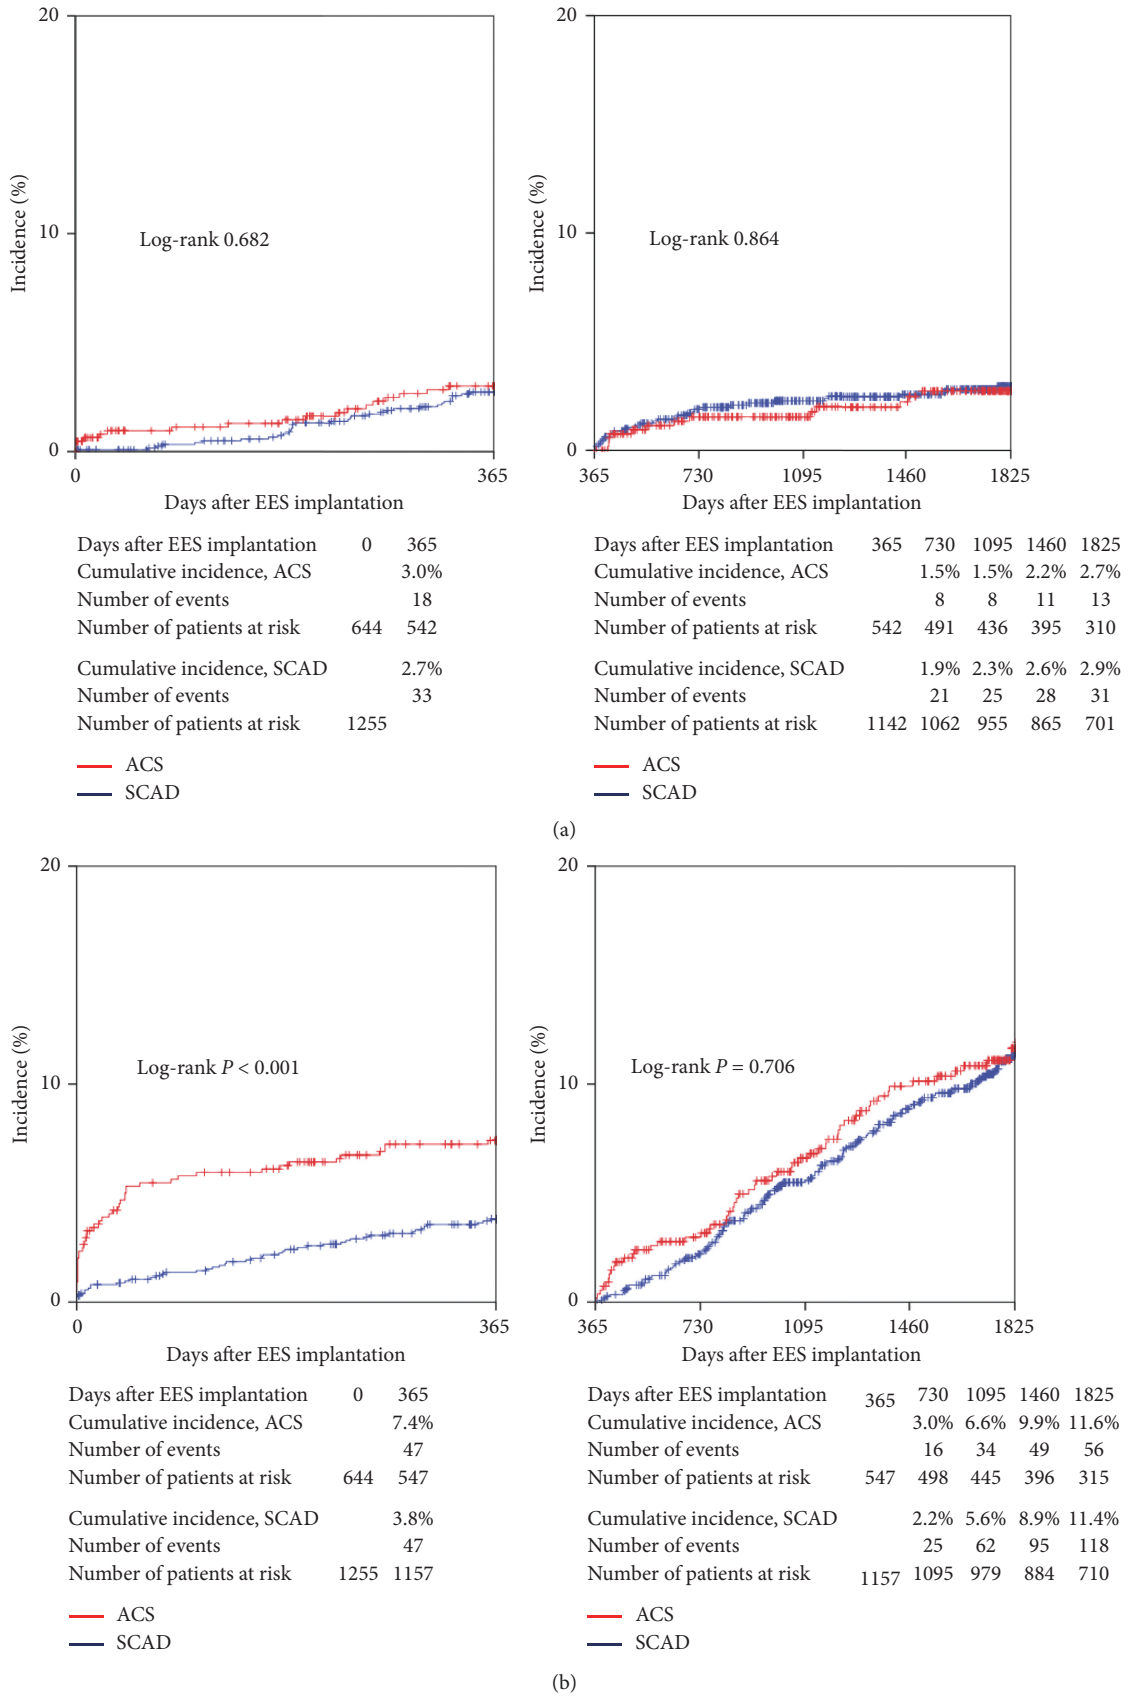 20
20
Incidence (%)
Incidence (%)
10
10
Log-rank 0.682
Log-rank 0.864
0
0
0 365
365 730 1095 1460 1825
Days after EES implantation
Days after EES implantation
Days after EES implantation 0 365
Cumulative incidence, ACS 3.0%
Number of events 18
Number of patients at risk 644 542
Cumulative incidence, SCAD 2.7%
Number of events 33
Number of patients at risk 1255
ACS
SCAD
Days after EES implantation 365 730 1095 1460 1825
Cumulative incidence, ACS 1.5% 1.5% 2.2% 2.7%
Number of events 8 8 11 13
Number of patients at risk 542 491 436 395 310
Cumulative incidence, SCAD 1.9% 2.3% 2.6% 2.9%
Number of events 21 25 28 31
Number of patients at risk 1142 1062 955 865 701
ACS
SCAD
(a)
20
20
Incidence (%)
Incidence (%)
10
10
Log-rank P < 0.001
Log-rank P = 0.706
0
0
0 365
365 730 1095 1460 1825
Days after EES implantation
Days after EES implantation
Days after EES implantation 0 365
Cumulative incidence, ACS 7.4%
Number of events 47
Number of patients at risk 644 547
Cumulative incidence, SCAD 3.8%
Number of events 47
Number of patients at risk 1255 1157
ACS
SCAD
Days after EES implantation 365 730 1095 1460 1825
Cumulative incidence, ACS 3.0% 6.6% 9.9% 11.6%
Number of events 16 34 49 56
Number of patients at risk 547 498 445 396 315
Cumulative incidence, SCAD 2.2% 5.6% 8.9% 11.4%
Number of events 25 62 95 118
Number of patients at risk 1157 1095 979 884 710
ACS
SCAD
(b)